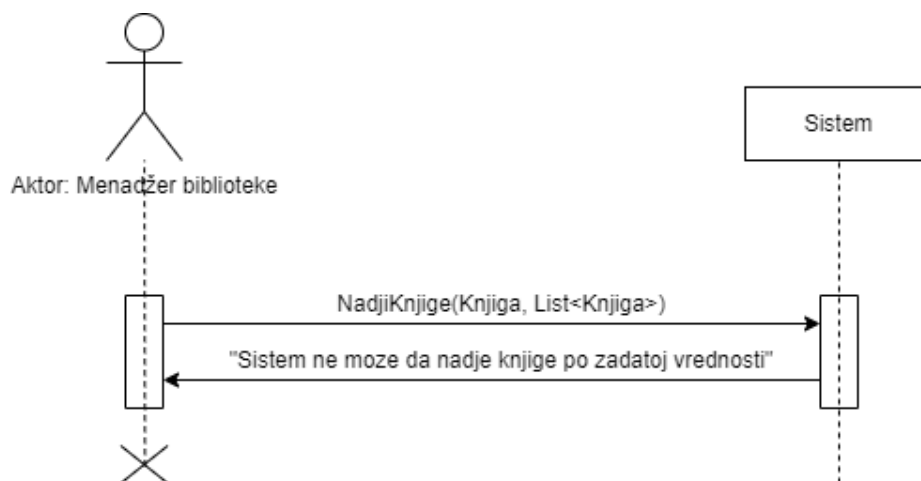 Sistem
Aktor: Menadžer biblioteke
NadjiKnjige(Knjiga, List<Knjiga>)
"Sistem ne moze da nadje knjige po zadatoj vrednosti"